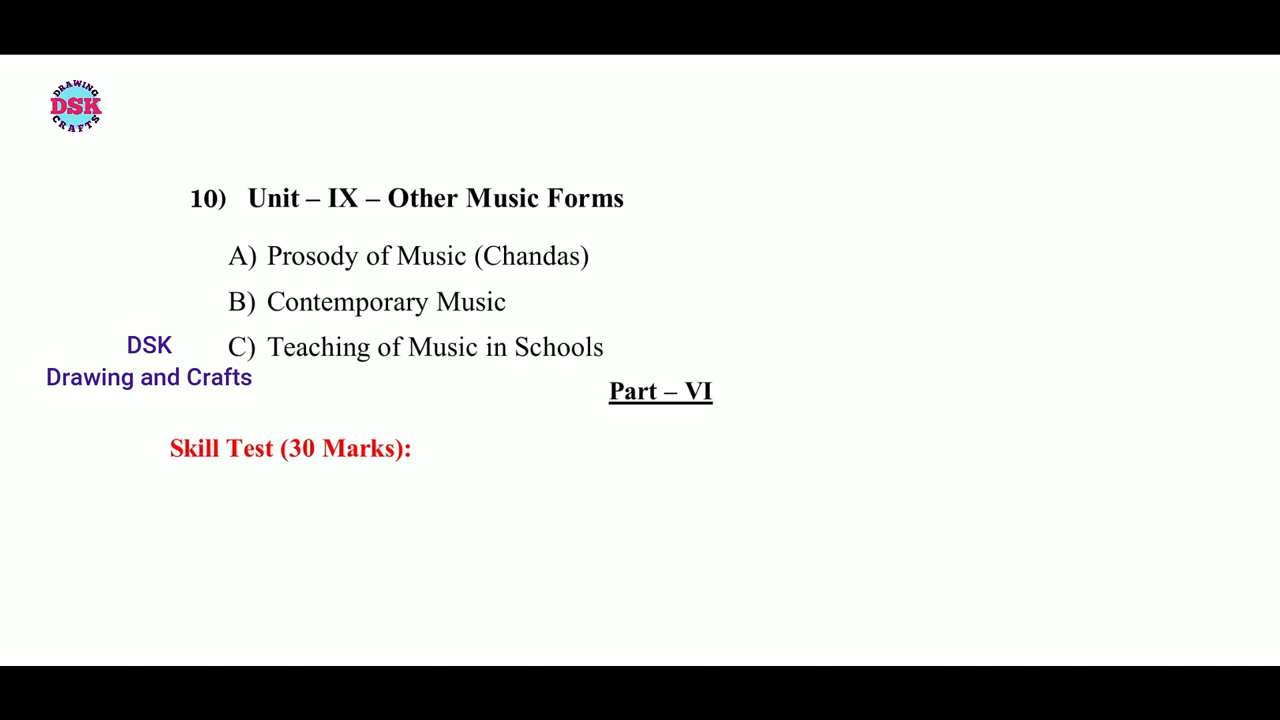 DRAWING
DSK
CRAFTS
10) Unit – IX – Other Music Forms
A) Prosody of Music (Chandas)
B) Contemporary Music
C) Teaching of Music in Schools
DSK
Drawing and Crafts
Part – VI
Skill Test (30 Marks):